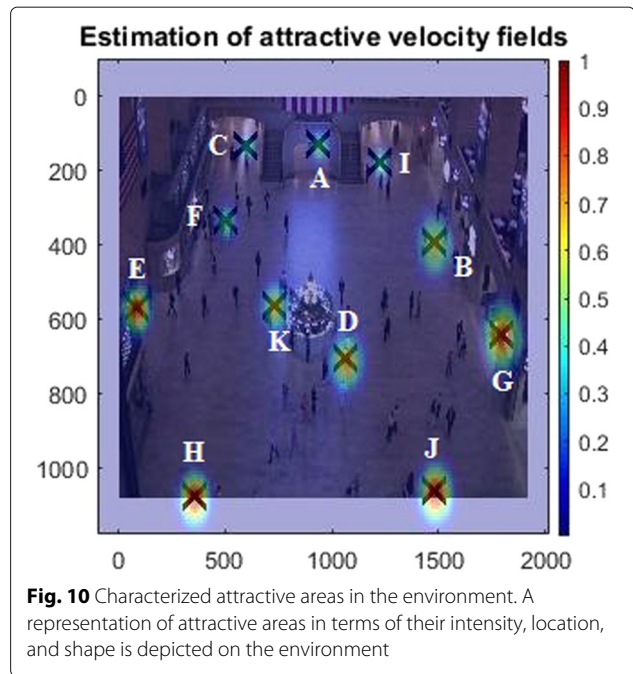 Estimation of attractive velocity fields
0
200
400
600
800
1000
0 500 1000 1500 2000
C
A
I
F
B
E
K
D
G
H
J
1
0.9
0.8
0.7
0.6
0.5
0.4
0.3
0.2
0.1
Fig. 10 Characterized attractive areas in the environment. A
representation of attractive areas in terms of their intensity, location,
and shape is depicted on the environment